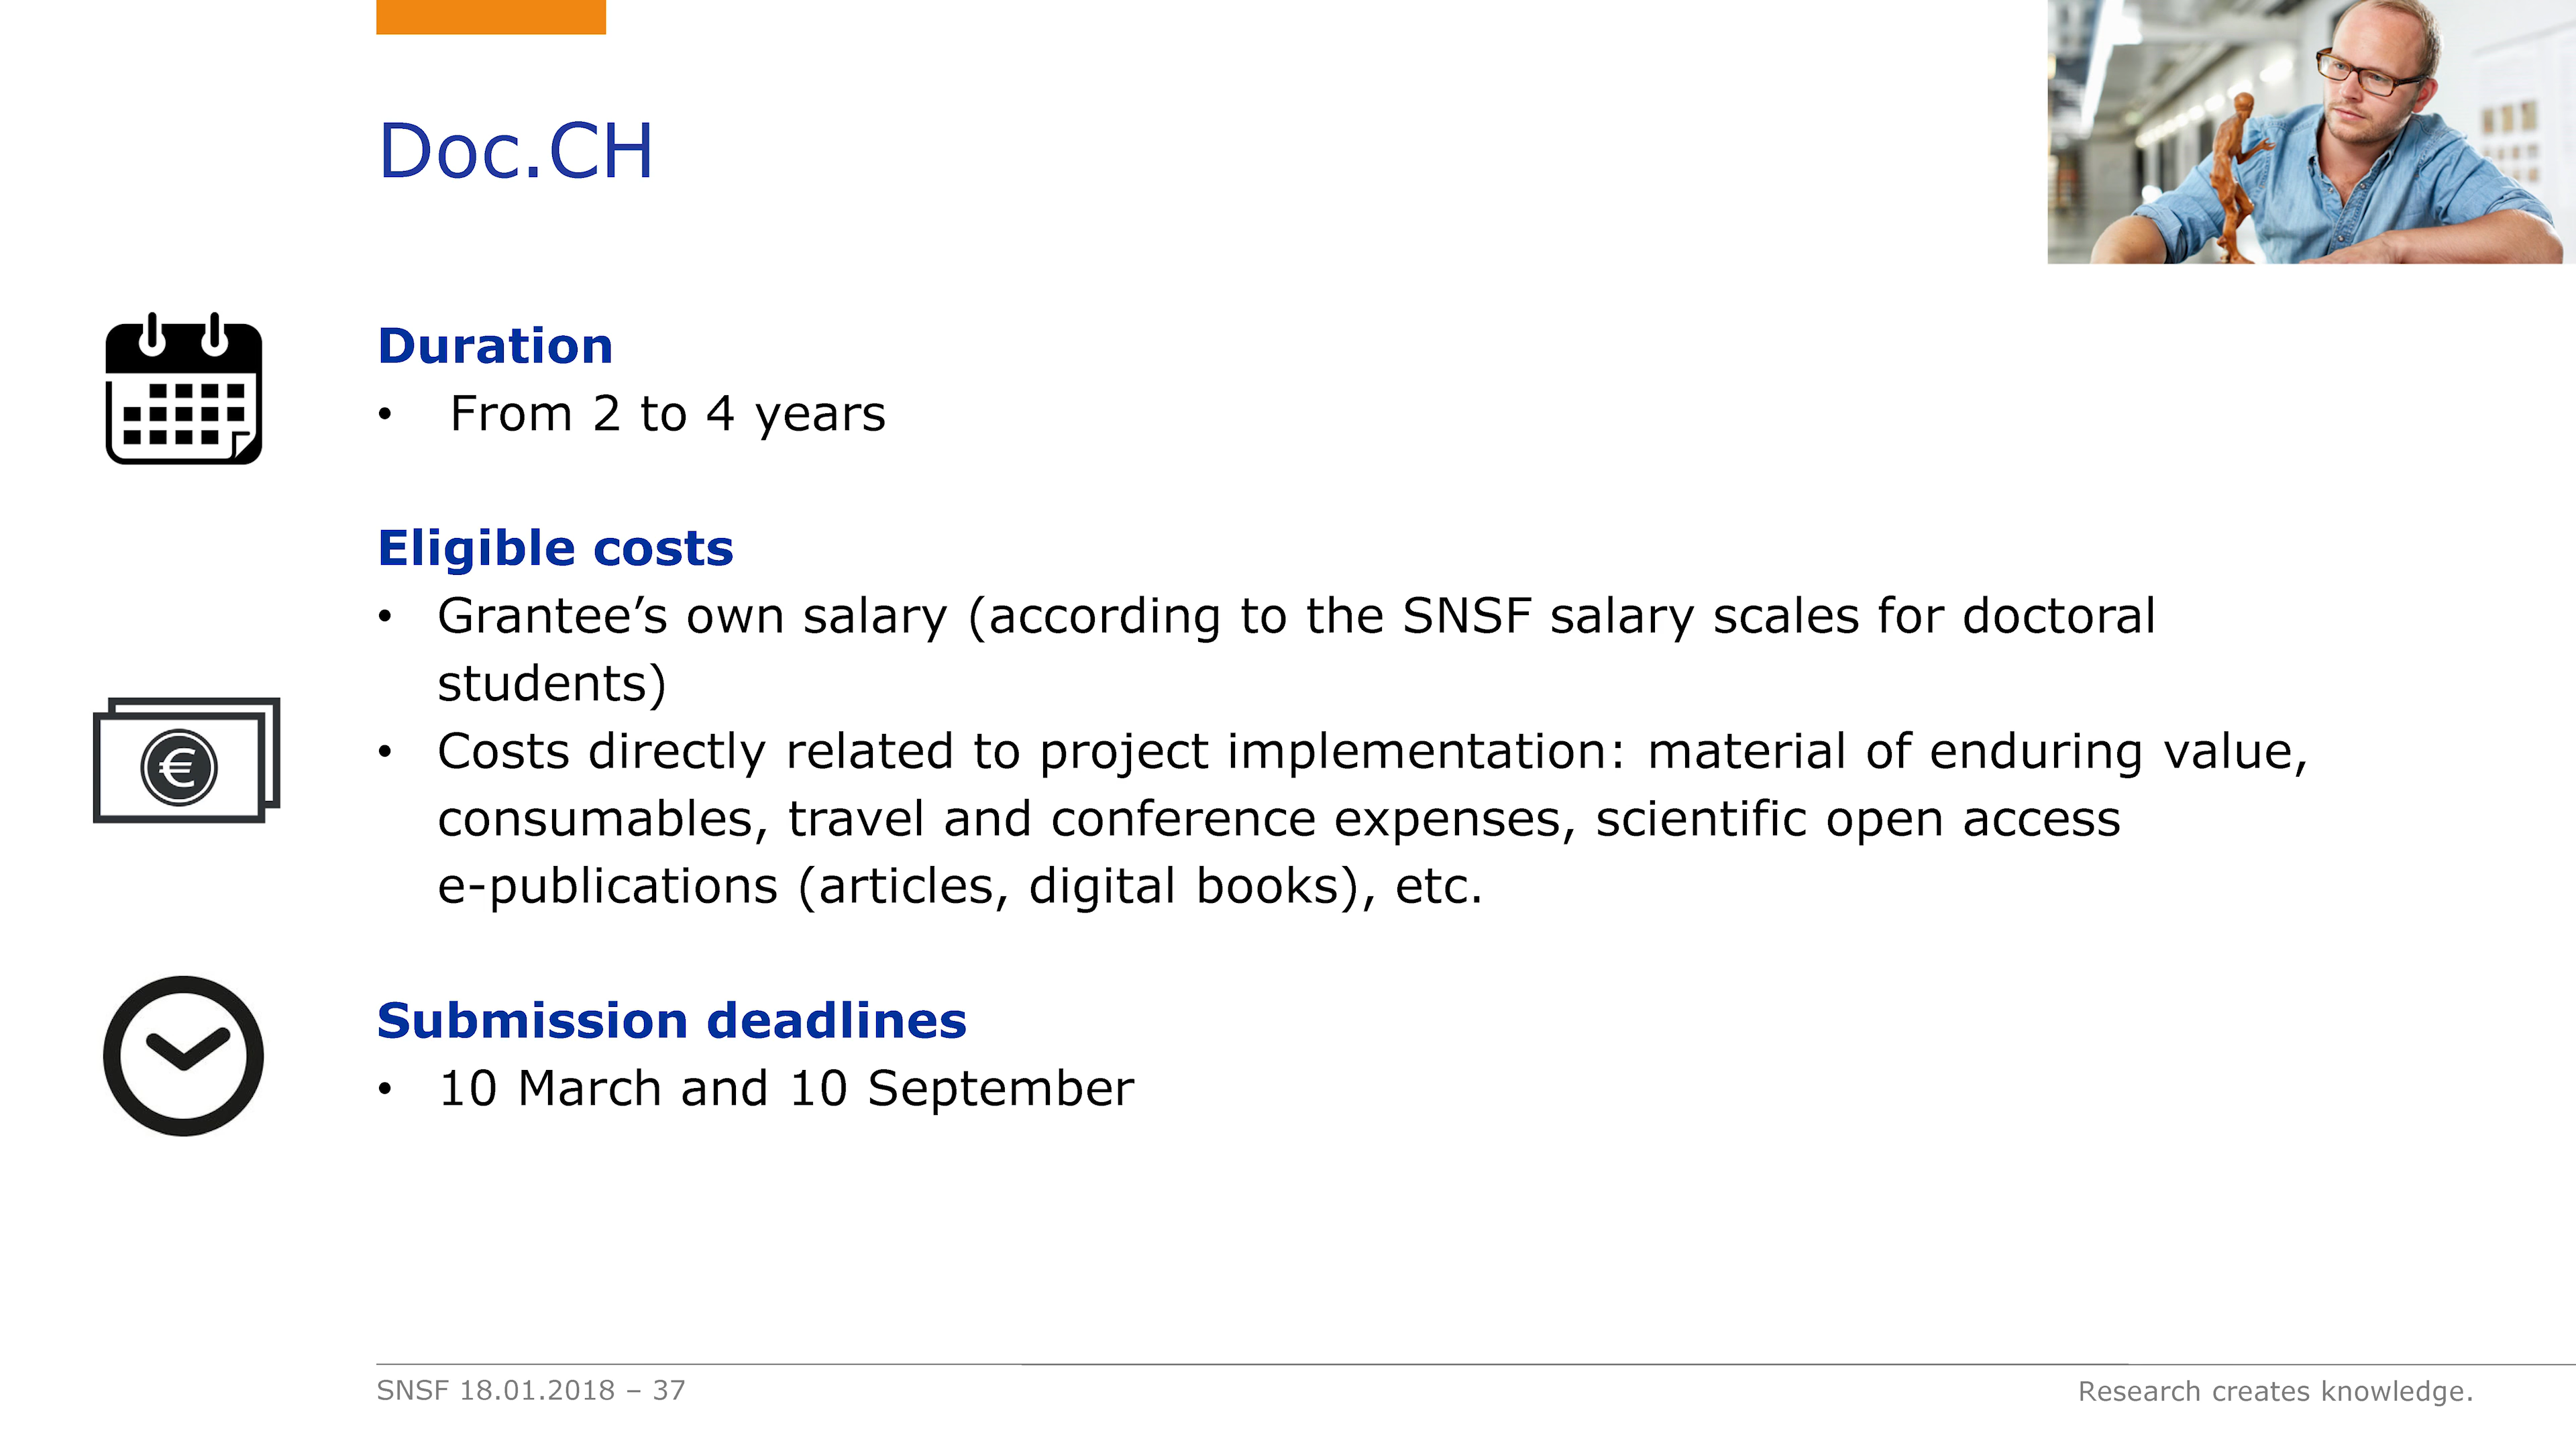 Doc.CH
Duration
• From 2 to 4 years
Eligible costs
• Grantee’s own salary (according to the SNSF salary scales for doctoral
students)
• Costs directly related to project implementation: material of enduring value,
consumables, travel and conference expenses, scientific open access
e-publications (articles, digital books), etc.
€
Submission deadlines
• 10 March and 10 September
SNSF 18.01.2018 – 37
Research creates knowledge.